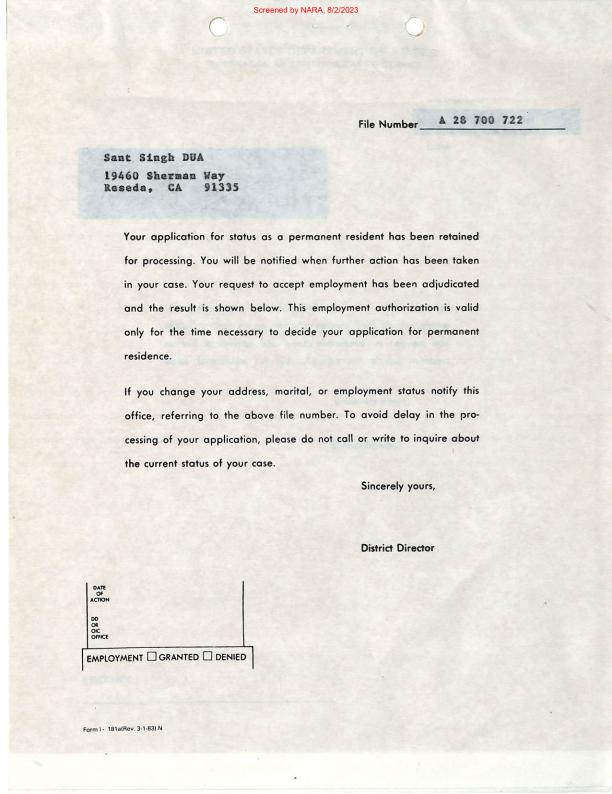 Screened by NARA, 8/2/2023
File Number A 28 700 722
Sant Singh DUA
19460 Sherman Way
Reseda, CA 91335
Your application for status as a permanent resident has been retained
for processing. You will be notified when further action has been taken
in your case. Your request to accept employment has been adjudicated
and the result is shown below. This employment authorization is valid
only for the time necessary to decide your application for permanent
residence.
If you change your address, marital, or employment status notify this
office, referring to the above file number. To avoid delay in the pro-
cessing of your application, please do not call or write to inquire about
the current status of your case.
Sincerely yours,
District Director
DATE
OF
ACTION
DD
OR
OIC
OFFICE
EMPLOYMENT ☐ GRANTED ☐ DENIED
Form I - 181a(Rev. 3-1-83) N